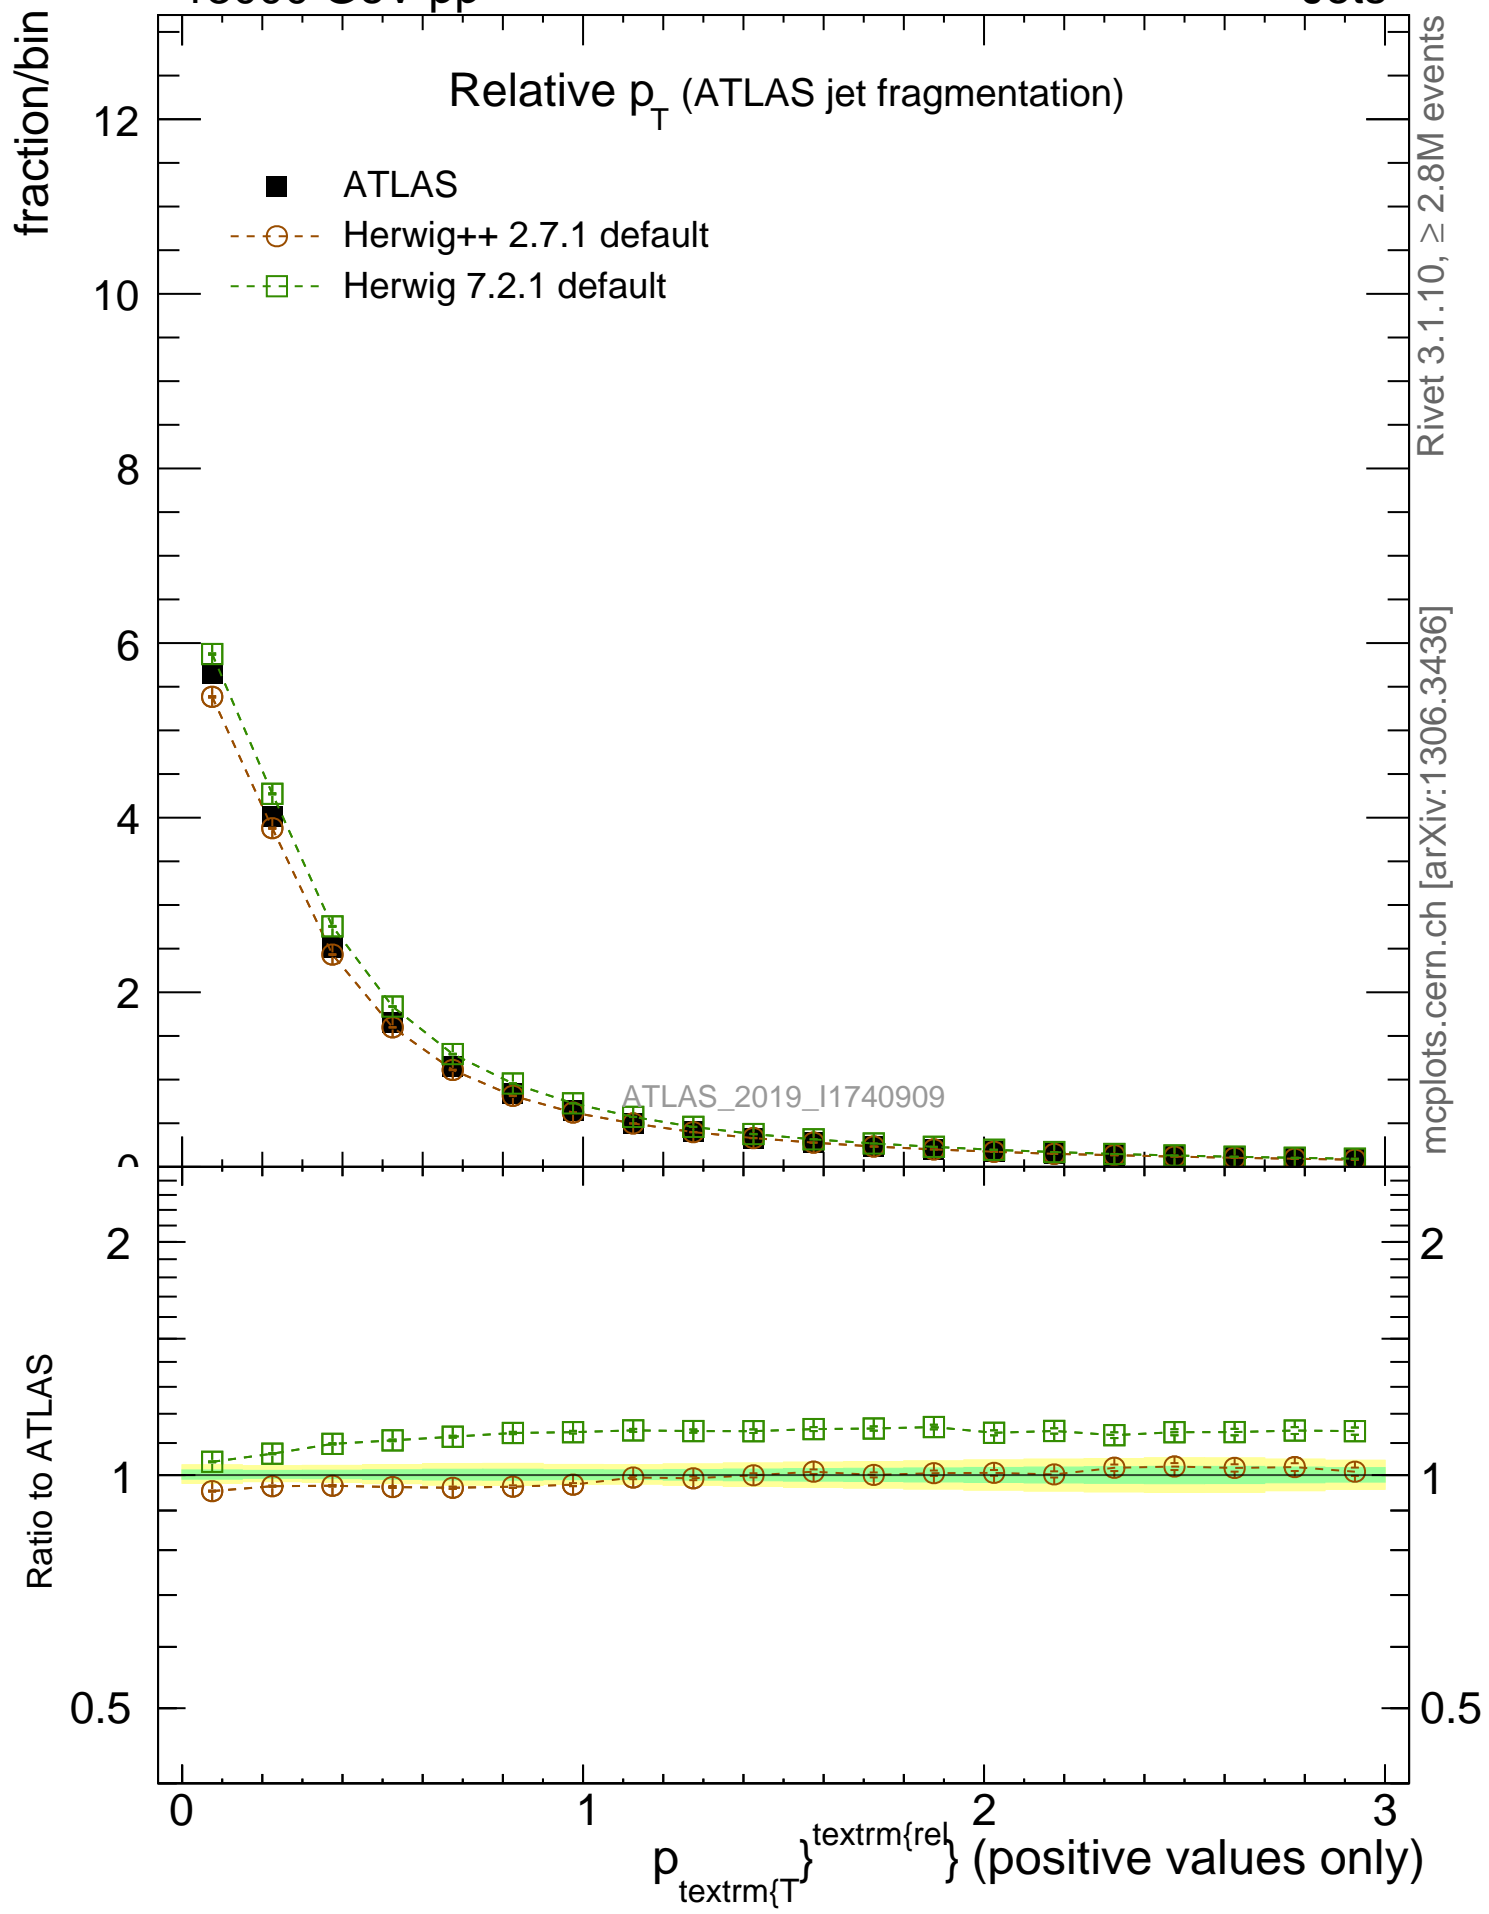 fraction/bin
Relative p_T (ATLAS jet fragmentation)
ATLAS
Herwig++ 2.7.1 default
Herwig 7.2.1 default
12
10
8
6
4
2
0
ATLAS_2019_I1740909
Rivet 3.1.10, ≥ 2.8M events
mcplots.cern.ch [arXiv:1306.3436]
Ratio to ATLAS
2
1
0.5
2
1
0.5
0
1
2
3
p_textrm{T}^textrm{rel} (positive values only)